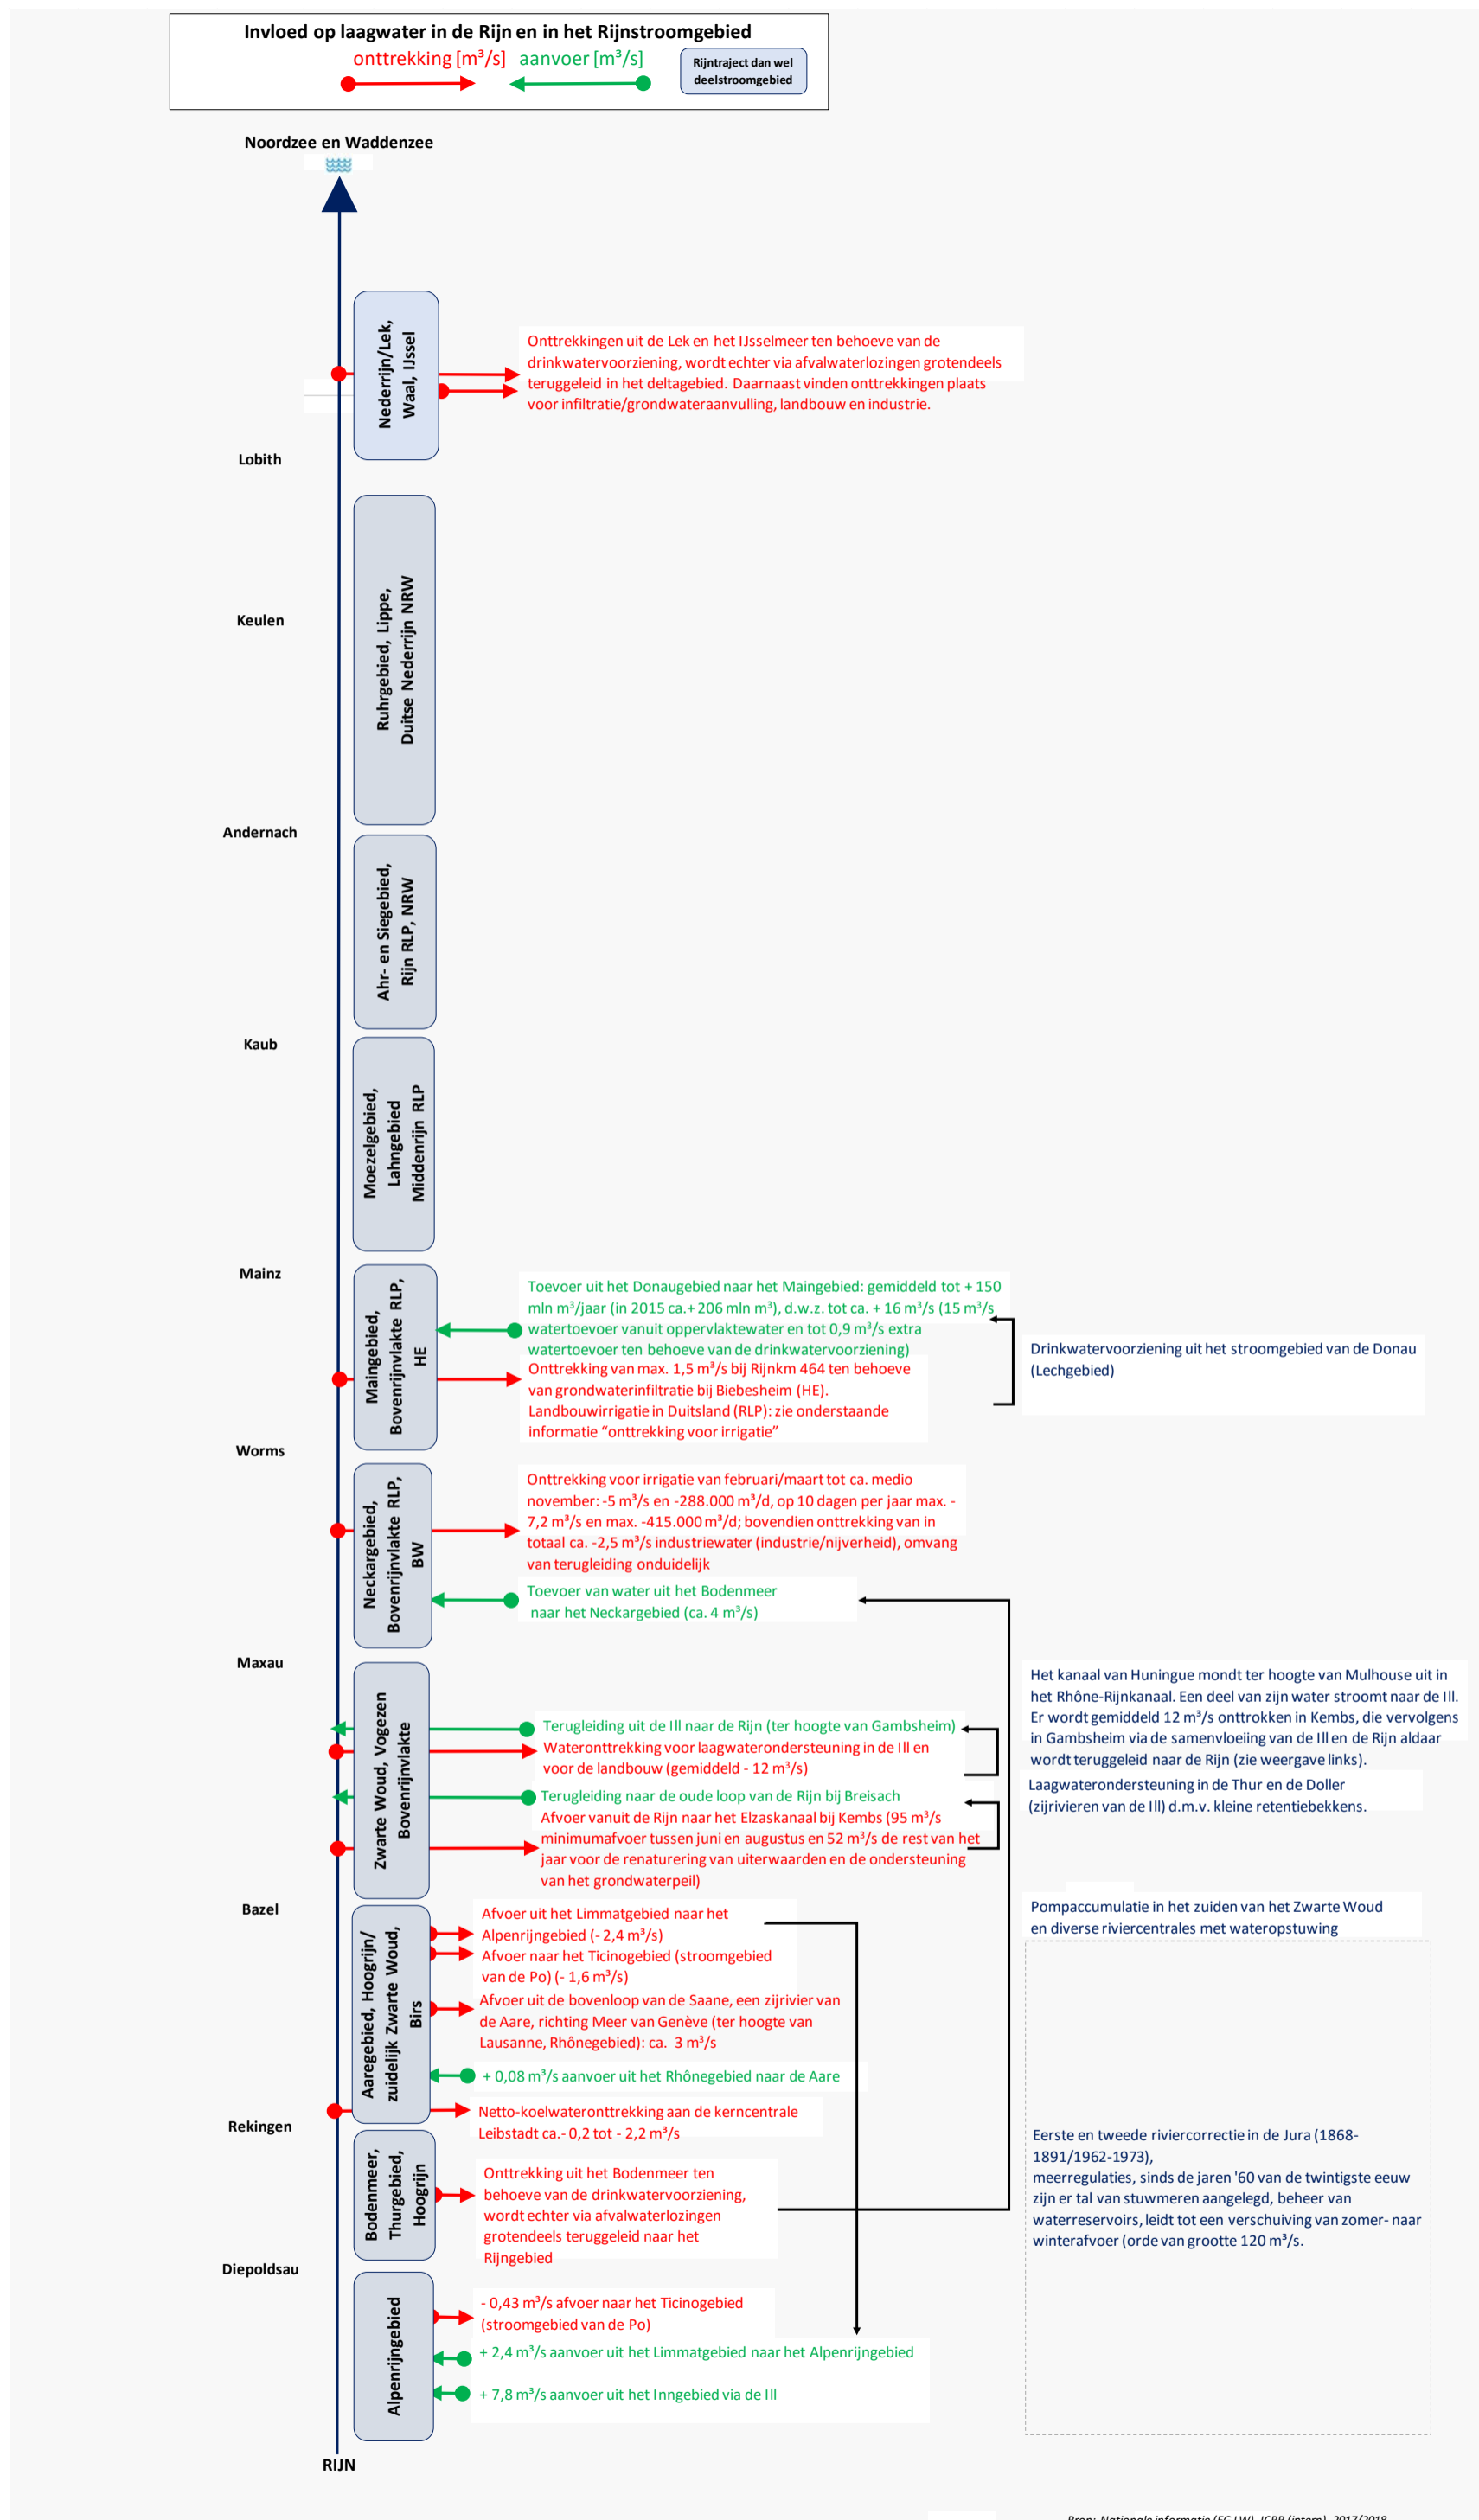 Invloed op laagwater in de Rijn en in het Rijnstroomgebied
onttrekking [m³/s] aanvoer [m³/s]
Rijntraject dan wel
deelstroomgebied
Noordzee en Waddenzee
Nederrijn/Lek,
Waal, IJssel
Onttrekkingen uit de Lek en het IJsselmeer ten behoeve van de
drinkwatervoorziening, wordt echter via afvalwaterlozingen grotendeels
teruggeleid in het deltagebied. Daarnaast vinden onttrekkingen plaats
voor infiltratie/grondwateraanvulling, landbouw en industrie.
Lobith
Ruhrgebied, Lippe,
Duitse Nederrijn NRW
Keulen
Andernach
Ahr- en Siegebied,
Rijn RLP, NRW
Kaub
Moezelgebied,
Lahngebied
Middenrijn RLP
Mainz
Maingebied,
Bovenrijnvlakte RLP,
HE
Toevoer uit het Donaugebied naar het Maingebied: gemiddeld tot + 150
mln m³/jaar (in 2015 ca.+ 206 mln m³), d.w.z. tot ca. + 16 m³/s (15 m³/s
watertoevoer vanuit oppervlaktewater en tot 0,9 m³/s extra
watertoevoer ten behoeve van de drinkwatervoorziening)
Onttrekking van max. 1,5 m³/s bij Rijnkm 464 ten behoeve
van grondwaterinfiltratie bij Biebesheim (HE).
Landbouwirrigatie in Duitsland (RLP): zie onderstaande
informatie “onttrekking voor irrigatie”
Drinkwatervoorziening uit het stroomgebied van de Donau
(Lechgebied)
Worms
Neckargebied,
Bovenrijnvlakte RLP,
BW
Onttrekking voor irrigatie van februari/maart tot ca. medio
november: -5 m³/s en -288.000 m³/d, op 10 dagen per jaar max. -
7,2 m³/s en max. -415.000 m³/d; bovendien onttrekking van in
totaal ca. -2,5 m³/s industriewater (industrie/nijverheid), omvang
van terugleiding onduidelijk
Toevoer van water uit het Bodenmeer
naar het Neckargebied (ca. 4 m³/s)
Maxau
Zwarte Woud, Vogezen
Bovenrijnvlakte
Terugleiding uit de Ill naar de Rijn (ter hoogte van Gambsheim)
Wateronttrekking voor laagwaterondersteuning in de Ill en
voor de landbouw (gemiddeld - 12 m³/s)
Terugleiding naar de oude loop van de Rijn bij Breisach
Afvoer vanuit de Rijn naar het Elzaskanaal bij Kembs (95 m³/s
minimumafvoer tussen juni en augustus en 52 m³/s de rest van het
jaar voor de renaturering van uiterwaarden en de ondersteuning
van het grondwaterpeil)
Het kanaal van Huningue mondt ter hoogte van Mulhouse uit in
het Rhône-Rijnkanaal. Een deel van zijn water stroomt naar de Ill.
Er wordt gemiddeld 12 m³/s onttrokken in Kembs, die vervolgens
in Gambsheim via de samenvloeiing van de Ill en de Rijn aldaar
wordt teruggeleid naar de Rijn (zie weergave links).
Laagwaterondersteuning in de Thur en de Doller
(zijrivieren van de Ill) d.m.v. kleine retentiebekkens.
Bazel
Aaregebied, Hoogrijn/
zuidelijk Zwarte Woud,
Birs
Afvoer uit het Limmatgebied naar het
Alpenrijngebied (- 2,4 m³/s)
Afvoer naar het Ticinogebied (stroomgebied
van de Po) (- 1,6 m³/s)
Afvoer uit de bovenloop van de Saane, een zijrivier van
de Aare, richting Meer van Genève (ter hoogte van
Lausanne, Rhônegebied): ca. 3 m³/s
+ 0,08 m³/s aanvoer uit het Rhônegebied naar de Aare
Netto-koelwateronttrekking aan de kerncentrale
Leibstadt ca.- 0,2 tot - 2,2 m³/s
Pompaccumulatie in het zuiden van het Zwarte Woud
en diverse riviercentrales met wateropstuwing
Rekingen
Bodenmeer,
Thurgebied,
Hoogrijn
Onttrekking uit het Bodenmeer ten
behoeve van de drinkwatervoorziening,
wordt echter via afvalwaterlozingen
grotendeels teruggeleid naar het
Rijngebied
Eerste en tweede riviercorrectie in de Jura (1868-
1891/1962-1973),
meerregulaties, sinds de jaren '60 van de twintigste eeuw
zijn er tal van stuwmeren aangelegd, beheer van
waterreservoirs, leidt tot een verschuiving van zomer- naar
winterafvoer (orde van grootte 120 m³/s.
Diepoldsau
Alpenrijngebied
- 0,43 m³/s afvoer naar het Ticinogebied
(stroomgebied van de Po)
+ 2,4 m³/s aanvoer uit het Limmatgebied naar het Alpenrijngebied
+ 7,8 m³/s aanvoer uit het Inngebied via de Ill
RIJN
Bron: Nationale informatie (EG LW), ICBR (intern), 2017/2018